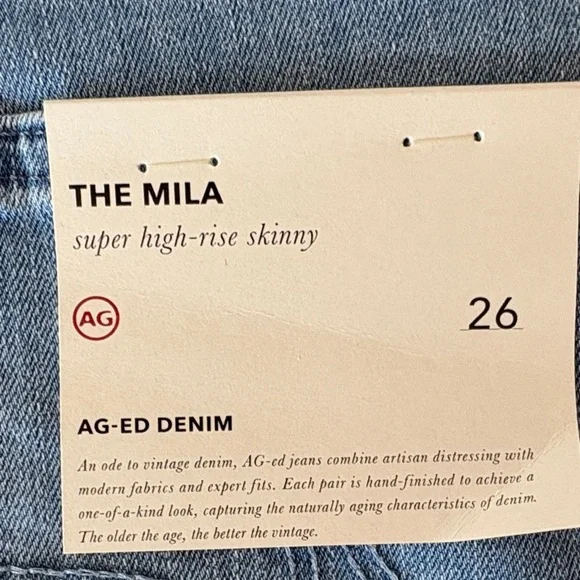 THE MILA
super high-rise skinny
AG
26
AG-ED DENIM
An ode to vintage denim, AG-ed jeans combine artisan distressing with
modern fabrics and expert fits. Each pair is hand-finished to achieve a
one-of-a-kind look, capturing the naturally aging characteristics of denim.
The older the age, the better the vintage.